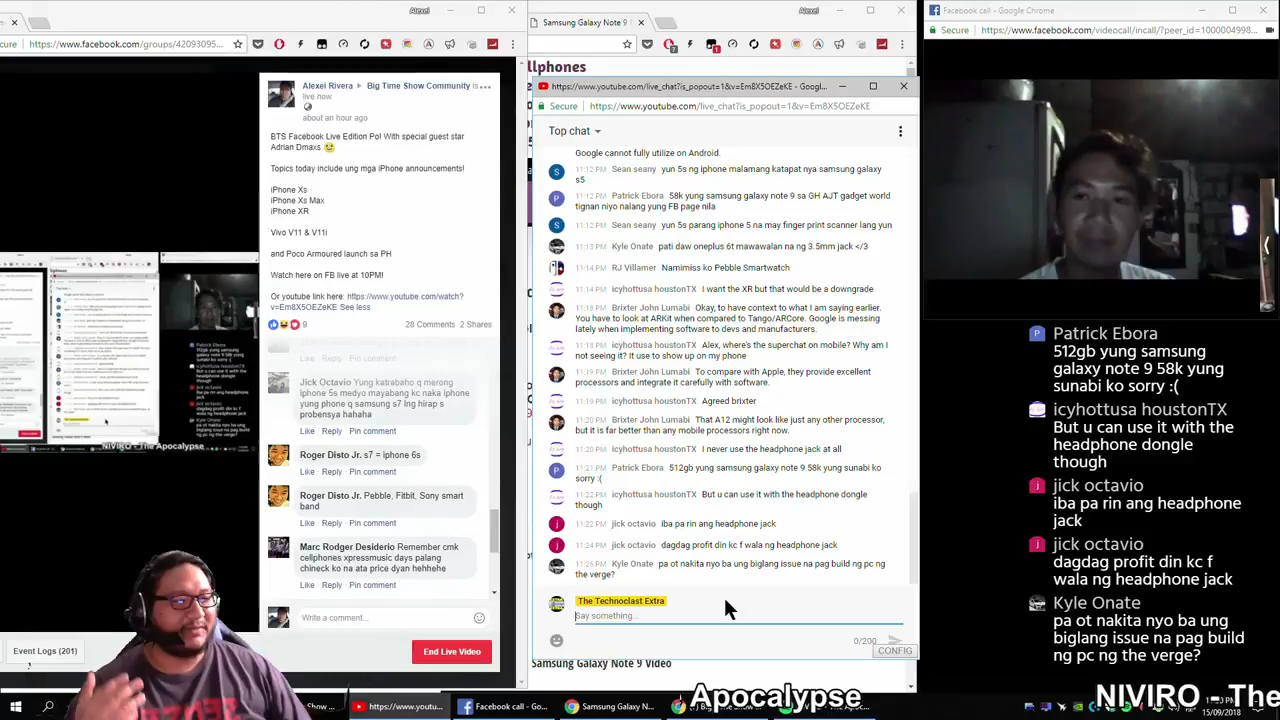 Alexei
Secure
https://www.facebook.com/groups/42093095...
Alexei Rivera ▸ Big Time Show Community is
live now.
about an hour ago
BTS Facebook Live Edition Po! With special guest star
Adrian Dmaxs
Topics today include ung mga iPhone announcements!
iPhone Xs
iPhone Xs Max
iPhone XR
Vivo V11 & V11i
and Poco Armoured launch sa PH
Watch here on FB live at 10PM!
Or youtube link here: https://www.youtube.com/watch?
v=Em8X5OEZeKE See less
9
28 Comments 2 Shares
Like Reply Pin comment
Jick Octavio Yung katrabaho q merong
iphone 5s medyo mayabang kc naka iphone
yung phone q samsung s7 lng hirap s
probensya hahaha
Like Reply Pin comment
Roger Disto Jr. s7 = iphone 6s
Like Reply Pin comment
Roger Disto Jr. Pebble, Fitbit, Sony smart
band
Like Reply Pin comment
Marc Rodger Desiderio Remember cmk
cellphones xpressmusic days palang
chineck ko na ata price dyan hehhehe
Like Reply Pin comment
Write a comment...
Event Logs (201)
End Live Video
NIVIRO - The Apocalypse
Samsung Galaxy Note 9
Alexei
llphones
https://www.youtube.com/live_chat?is_popout=1&v=Em8X5OEZeKE - Googl...
Secure
https://www.youtube.com/live_chat?is_popout=1&v=Em8X5OEZeKE
Top chat
Google cannot fully utilize on Android.
11:12 PM Sean seany yun 5s ng iphone malamang katapat nya samsung galaxy
s5
11:12 PM Patrick Ebora 58k yung samsung galaxy note 9 sa GH AJT gadget world
tignan niyo nalang yung FB page nila
11:12 PM Sean seany yun 5s parang iphone 5 na may finger print scanner lang yun
11:13 PM Kyle Onate pati daw oneplus 6t mawawalan na ng 3.5mm jack </3
11:14 PM RJ Villamer Namimiss ko Pebble Smartwatch
11:14 PM icyhottusa houstonTX I want the XR but that would be a downgrade
11:18 PM Brixter John Lumabi Okay, to have context to what I am saying earlier.
You have to look at ARKit when compared to Tango/ARCore. Google is messing
lately when implementing software to devs and manufactures.
11:18 PM icyhottusa houstonTX Alex, where's the superchat on mobile? Why am I
not seeing it? It use to show up on my phone
11:19 PM Brixter John Lumabi To compare with Apple, they provide excellent
processors and integrate it carefully with software.
11:19 PM icyhottusa houstonTX Agreed brixter
11:20 PM Brixter John Lumabi That A12 might look like just any other processor,
but it is far better than any mobile processors right now.
11:20 PM icyhottusa houstonTX I never use the headphone jack at all
11:21 PM Patrick Ebora 512gb yung samsung galaxy note 9 58k yung sunabi ko
sorry :(
11:22 PM icyhottusa houstonTX But u can use it with the headphone dongle
though
11:22 PM jick octavio iba pa rin ang headphone jack
11:24 PM jick octavio dagdag profit din kc f wala ng headphone jack
11:26 PM Kyle Onate pa ot nakita nyo ba ung biglang issue na pag build ng pc ng
the verge?
The Technoclast Extra
Say something...
0/200
CONFIG
Samsung Galaxy Note 9 Video
Facebook call - Google Chrome
Secure
https://www.facebook.com/videocall/incall/?peer_id=1000004998...
Patrick Ebora
512gb yung samsung
galaxy note 9 58k yung
sunabi ko sorry :(
icyhottusa houstonTX
But u can use it with the
headphone dongle
though
jick octavio
iba pa rin ang headphone
jack
jick octavio
dagdag profit din kc f
wala ng headphone jack
Kyle Onate
pa ot nakita nyo ba ung
biglang issue na pag build
ng pc ng the verge?
Apocalypse
NIVIRO - The
https://www.youtub...
Facebook call - Goo...
Samsung Galaxy No...
15/09/2018